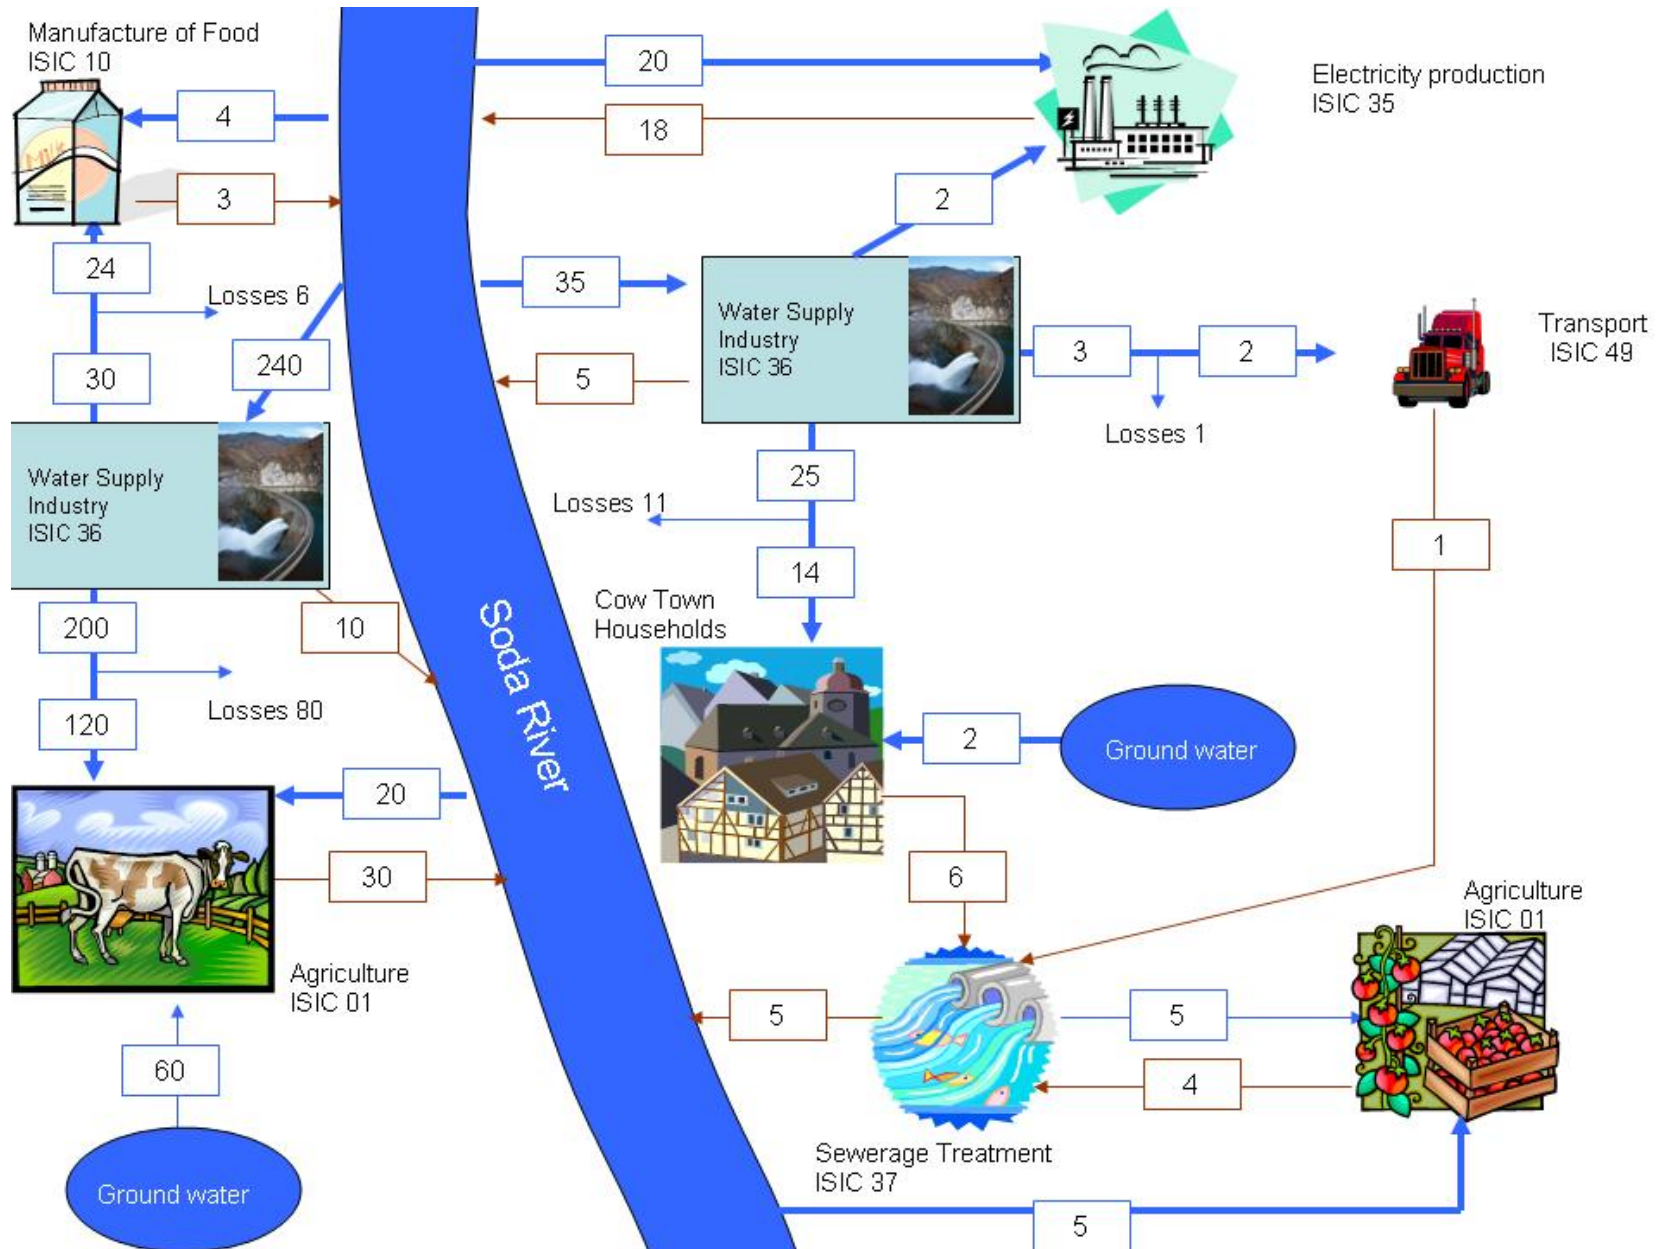 Manufacture of Food
ISIC 10
20
Electricity production
ISIC 35
4
18
Milk
3
2
24
Losses 6
35
Water Supply
Industry
ISIC 36
Transport
ISIC 49
30
240
5
3
2
Losses 1
Water Supply
Industry
ISIC 36
25
Losses 11
14
1
200
10
Cow Town
Households
Soda River
Losses 80
120
2
Ground water
20
30
6
Agriculture
ISIC 01
Agriculture
ISIC 01
5
5
60
4
Sewerage Treatment
ISIC 37
Ground water
5